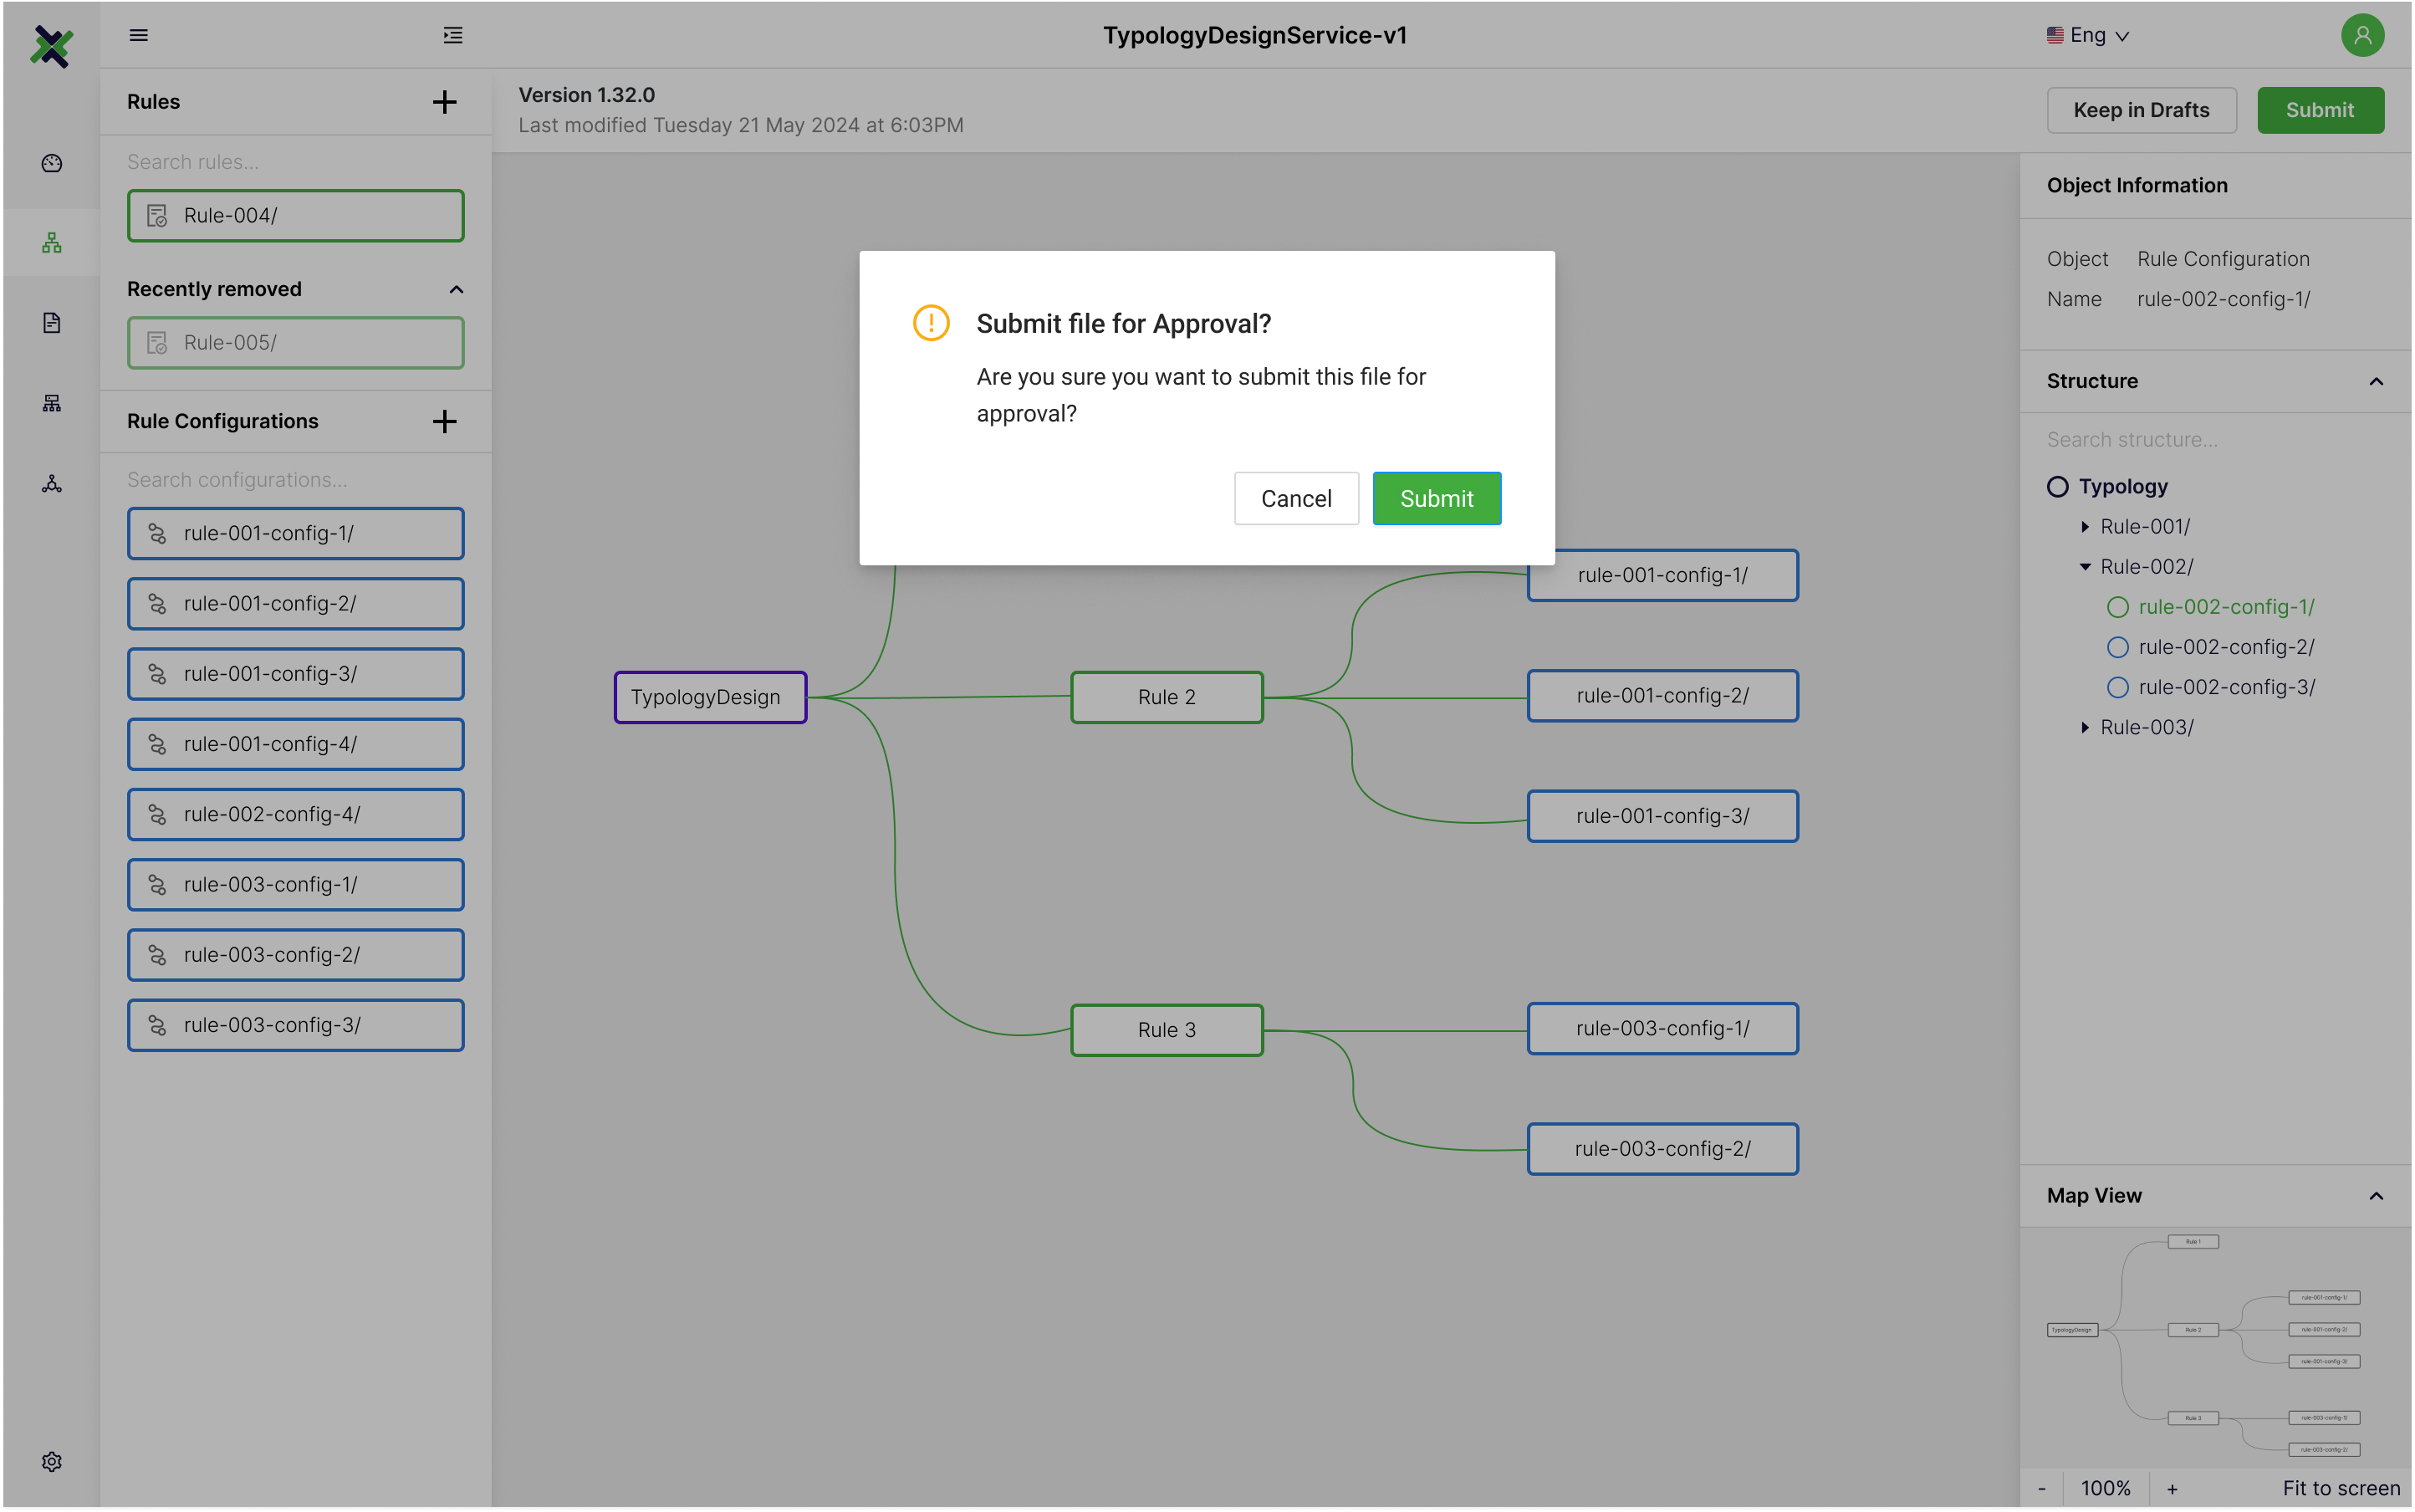 TypologyDesignService-v1
Eng
Rules
Search rules...
Rule-004/
Recently removed
Rule-005/
Rule Configurations
Search configurations...
rule-001-config-1/
rule-001-config-2/
rule-001-config-3/
rule-001-config-4/
rule-002-config-4/
rule-003-config-1/
rule-003-config-2/
rule-003-config-3/
Version 1.32.0
Last modified Tuesday 21 May 2024 at 6:03PM
Keep in Drafts
Submit
Submit file for Approval?
Are you sure you want to submit this file for
approval?
Cancel
Submit
TypologyDesign
Rule 2
rule-001-config-1/
rule-001-config-2/
rule-001-config-3/
Rule 3
rule-003-config-1/
rule-003-config-2/
Object Information
Object Rule Configuration
Name rule-002-config-1/
Structure
Search structure...
Typology
Rule-001/
Rule-002/
rule-002-config-1/
rule-002-config-2/
rule-002-config-3/
Rule-003/
Map View
Rule 1
TypologyDesign
Rule 2
rule-001-config-1/
rule-001-config-2/
rule-001-config-3/
Rule 3
rule-003-config-1/
rule-003-config-2/
- 100% +
Fit to screen